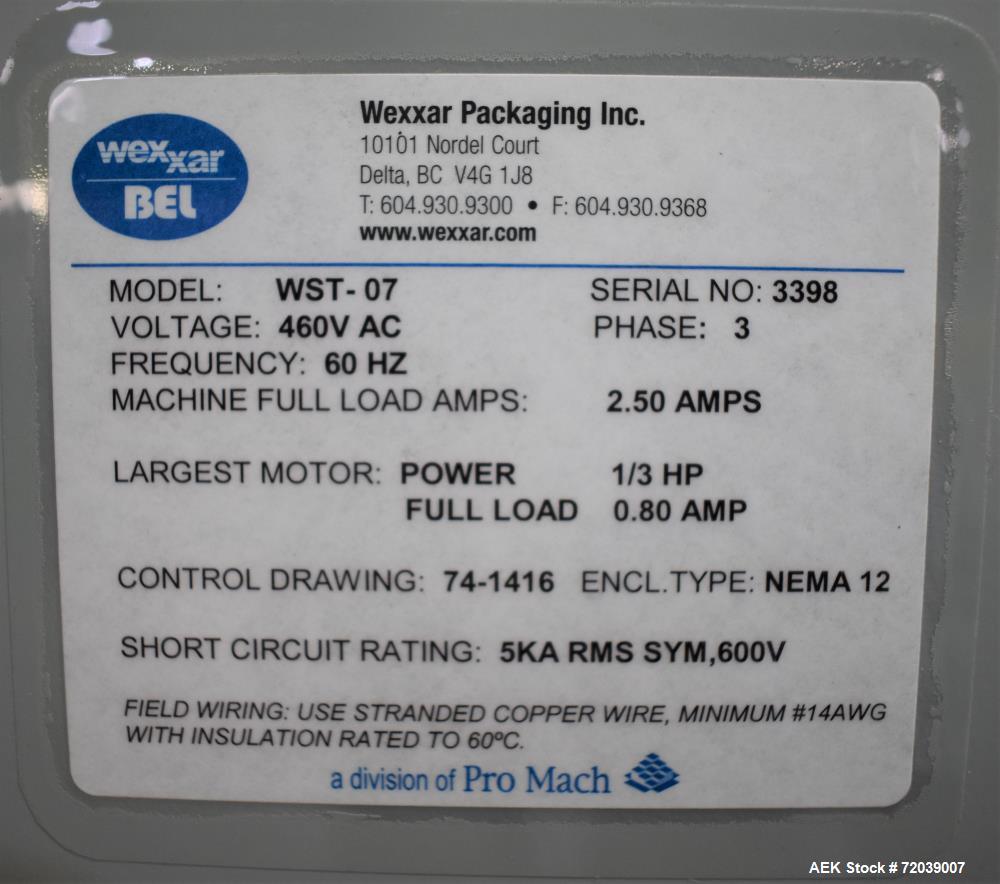 wexxar
BEL
Wexxar Packaging Inc.
10101 Nordel Court
Delta, BC V4G 1J8
T: 604.930.9300 • F: 604.930.9368
www.wexxar.com
MODEL: WST- 07 SERIAL NO: 3398
VOLTAGE: 460V AC PHASE: 3
FREQUENCY: 60 HZ
MACHINE FULL LOAD AMPS: 2.50 AMPS
LARGEST MOTOR: POWER 1/3 HP
FULL LOAD 0.80 AMP
CONTROL DRAWING: 74-1416 ENCL.TYPE: NEMA 12
SHORT CIRCUIT RATING: 5KA RMS SYM,600V
FIELD WIRING: USE STRANDED COPPER WIRE, MINIMUM #14AWG
WITH INSULATION RATED TO 60ºC.
a division of Pro Mach
AEK Stock # 72039007